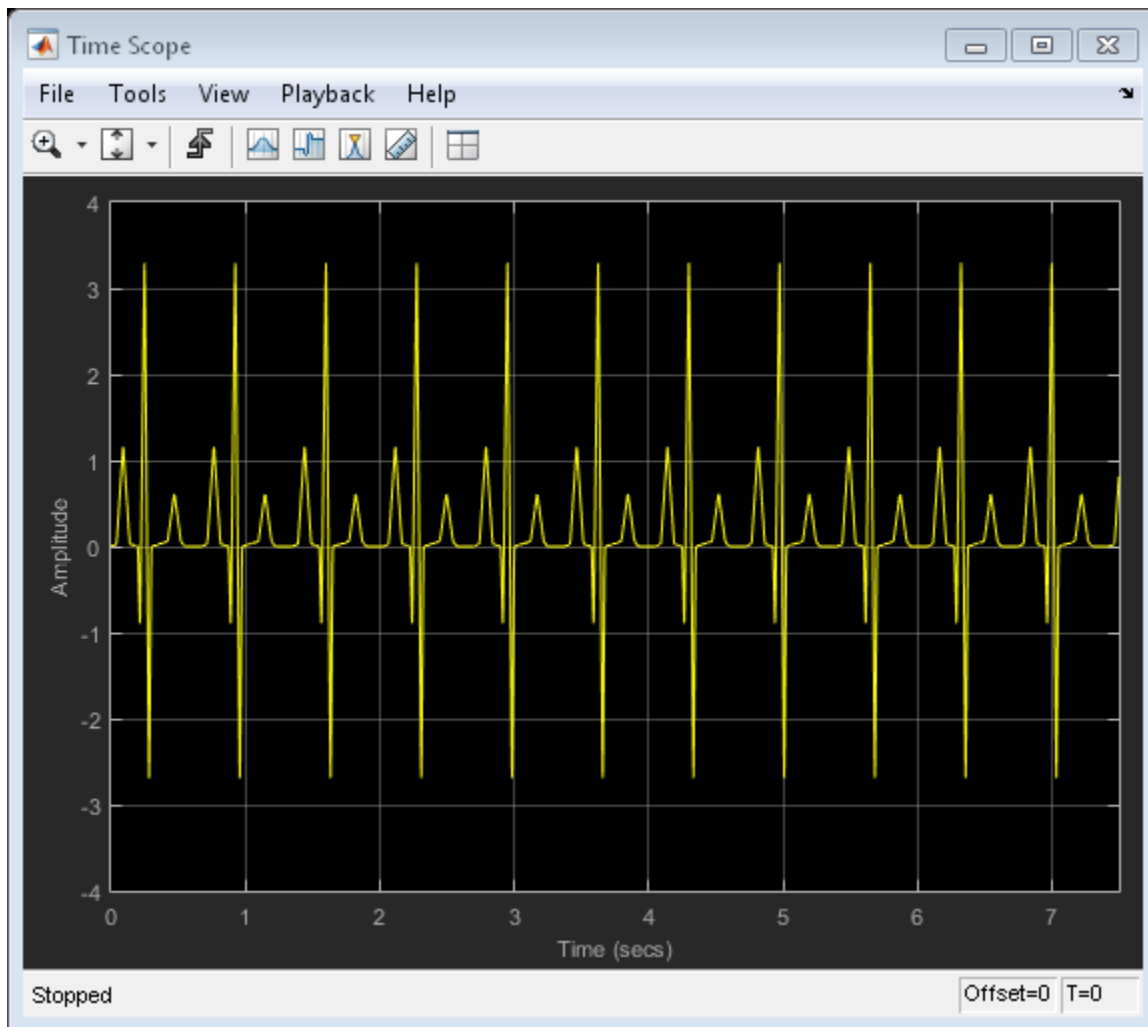 Time Scope
File Tools View Playback Help
4
3
2
1
0
-1
-2
-3
-4
Amplitude
0 1 2 3 4 5 6 7
Time (secs)
Stopped Offset=0 T=0